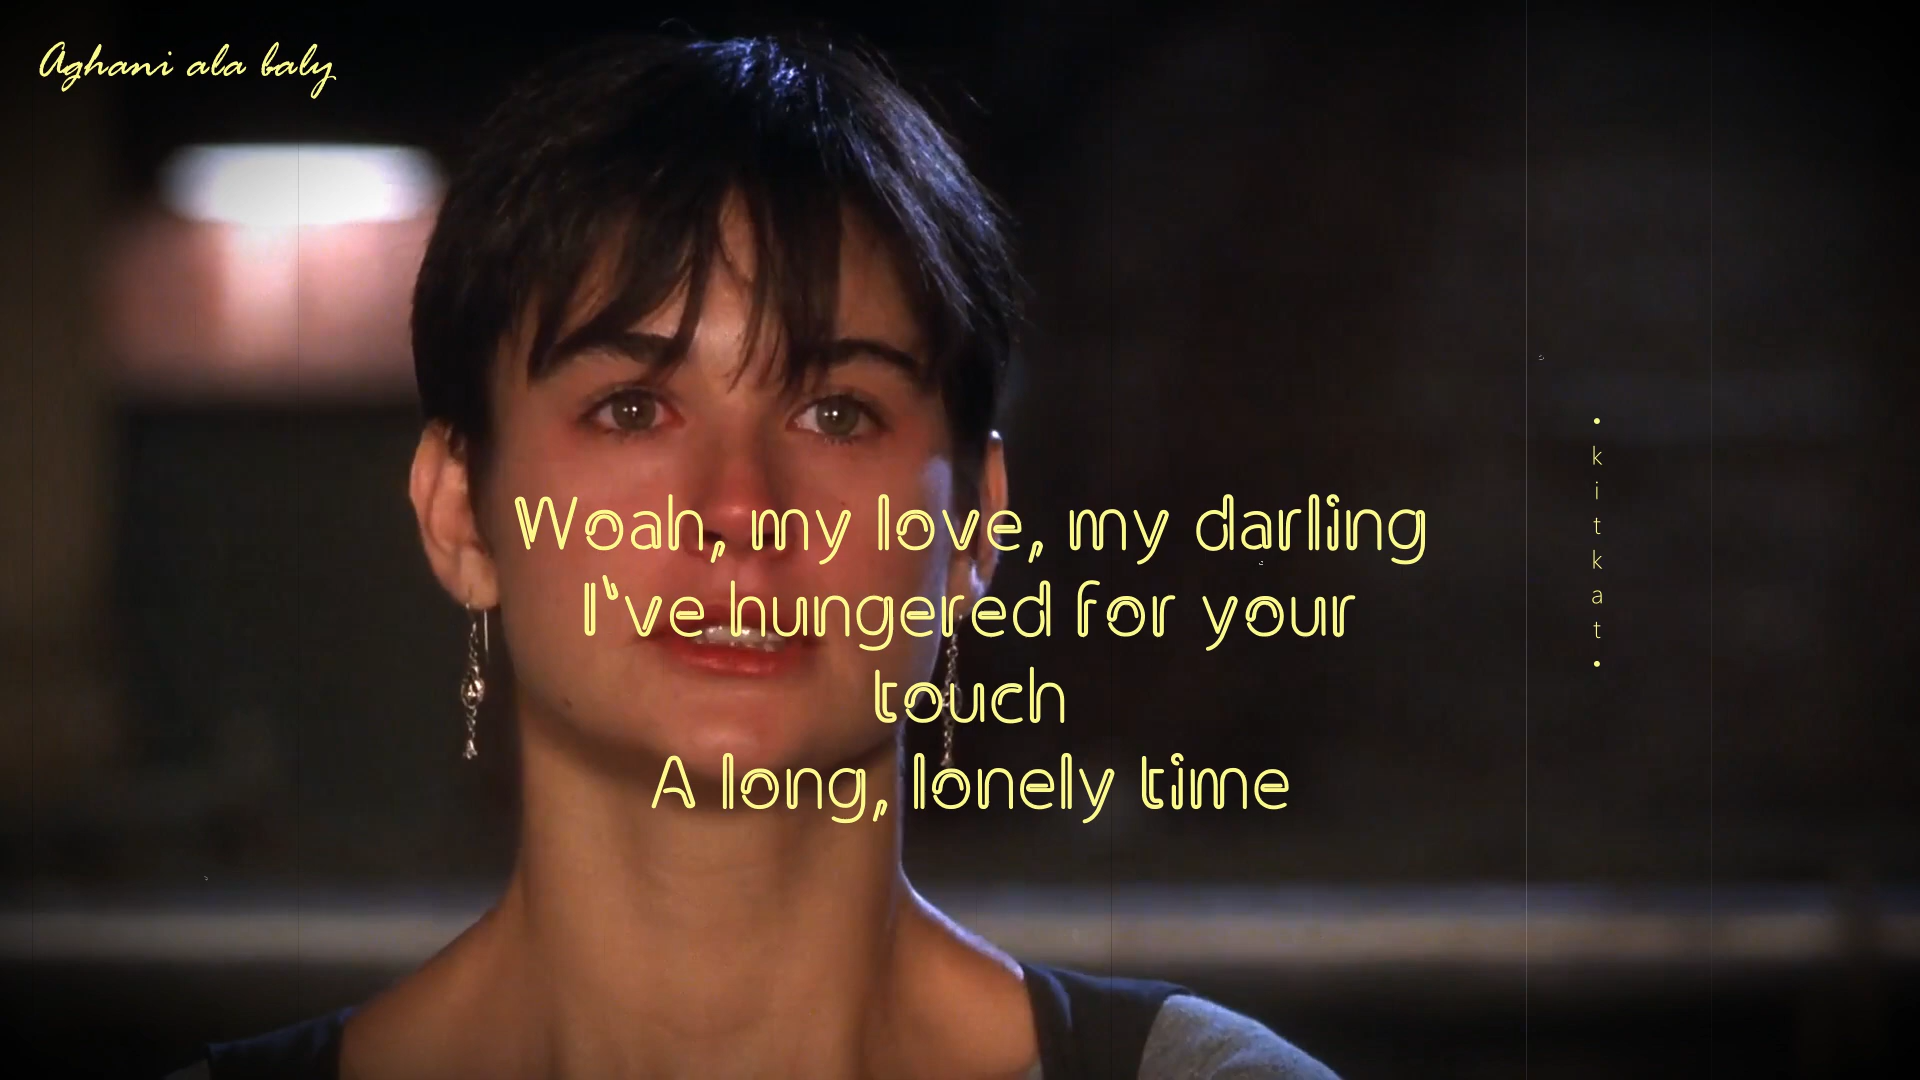 Aghani ala baly
Woah, my love, my darling
I've hungered for your
touch
A long, lonely time
• kitkat •